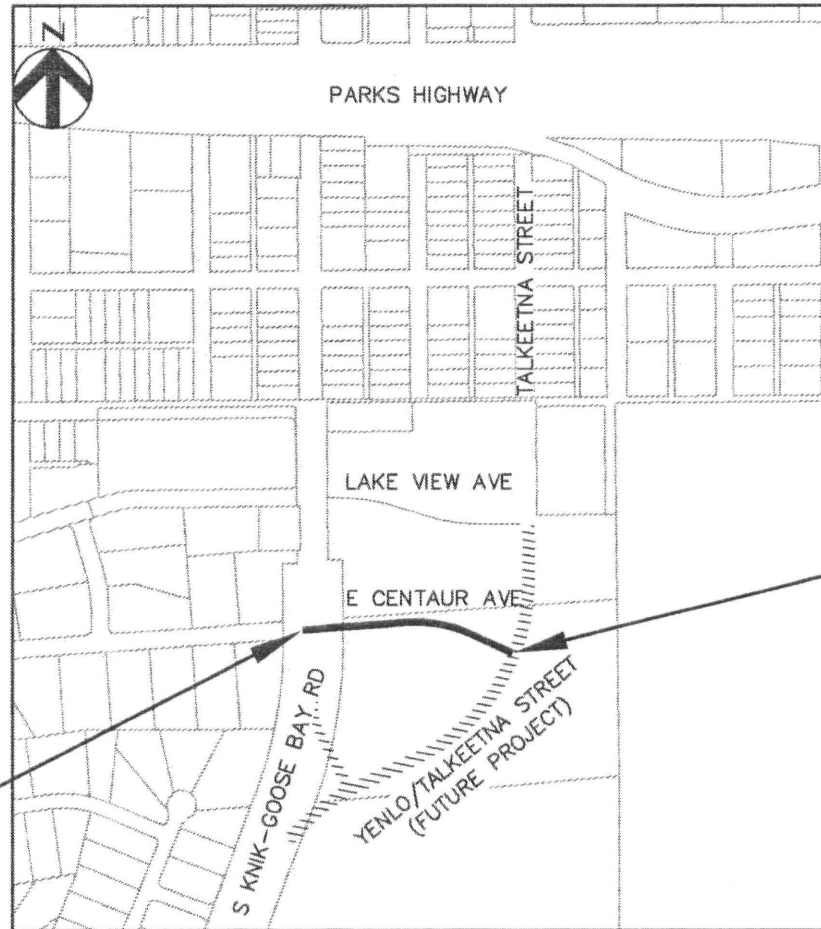 N
PARKS HIGHWAY
TALKEETNA STREET
LAKE VIEW AVE
E CENTAUR AVE
S KNIK-GOOSE BAY RD
YENLO/TALKEETNA STREET
(FUTURE PROJECT)